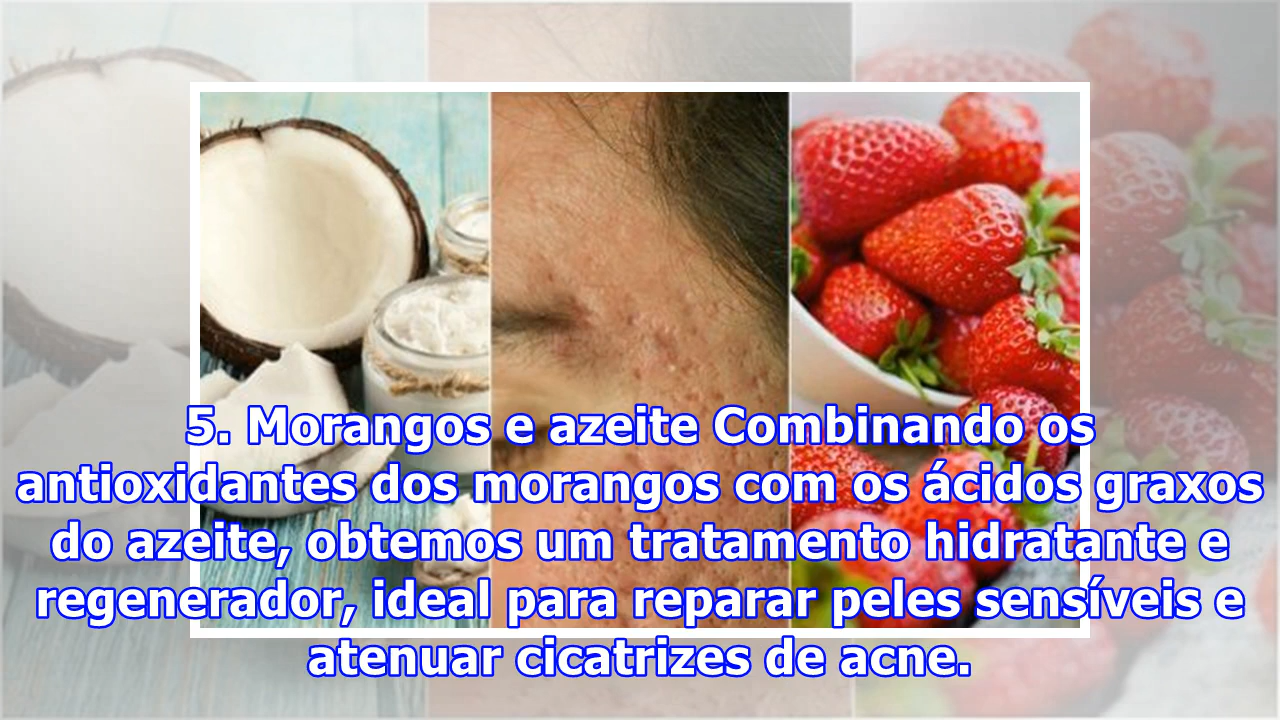 5. Morangos e azeite Combinando os
antioxidantes dos morangos com os ácidos graxos
do azeite, obtemos um tratamento hidratante e
regenerador, ideal para reparar peles sensíveis e
atenuar cicatrizes de acne.